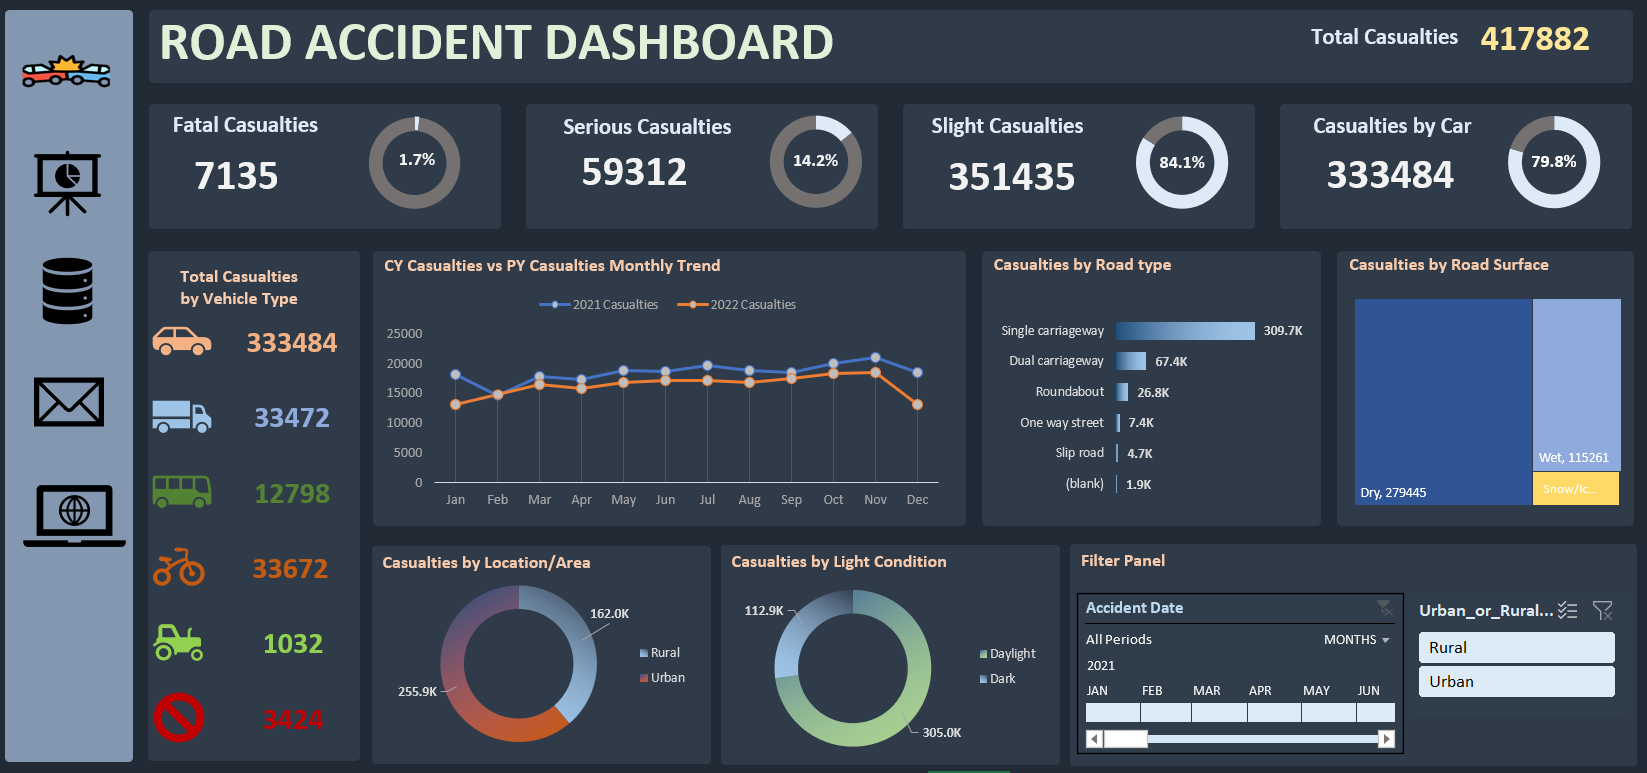 ROAD ACCIDENT DASHBOARD
Total Casualties 417882
Fatal Casualties
7135
1.7%
Serious Casualties
59312
14.2%
Slight Casualties
351435
84.1%
Casualties by Car
333484
79.8%
Total Casualties
by Vehicle Type
333484
33472
12798
33672
1032
3424
CY Casualties vs PY Casualties Monthly Trend
2021 Casualties 2022 Casualties
25000
20000
15000
10000
5000
0
Jan Feb Mar Apr May Jun Jul Aug Sep Oct Nov Dec
Casualties by Road type
Single carriageway 309.7K
Dual carriageway 67.4K
Roundabout 26.8K
One way street 7.4K
Slip road 4.7K
(blank) 1.9K
Casualties by Road Surface
Dry, 279445
Wet, 115261
Snow/Ic...
Casualties by Location/Area
162.0K
255.9K
Rural
Urban
Casualties by Light Condition
112.9K
305.0K
Daylight
Dark
Filter Panel
Accident Date
All Periods MONTHS
2021
JAN FEB MAR APR MAY JUN
Urban_or_Rural...
Rural
Urban